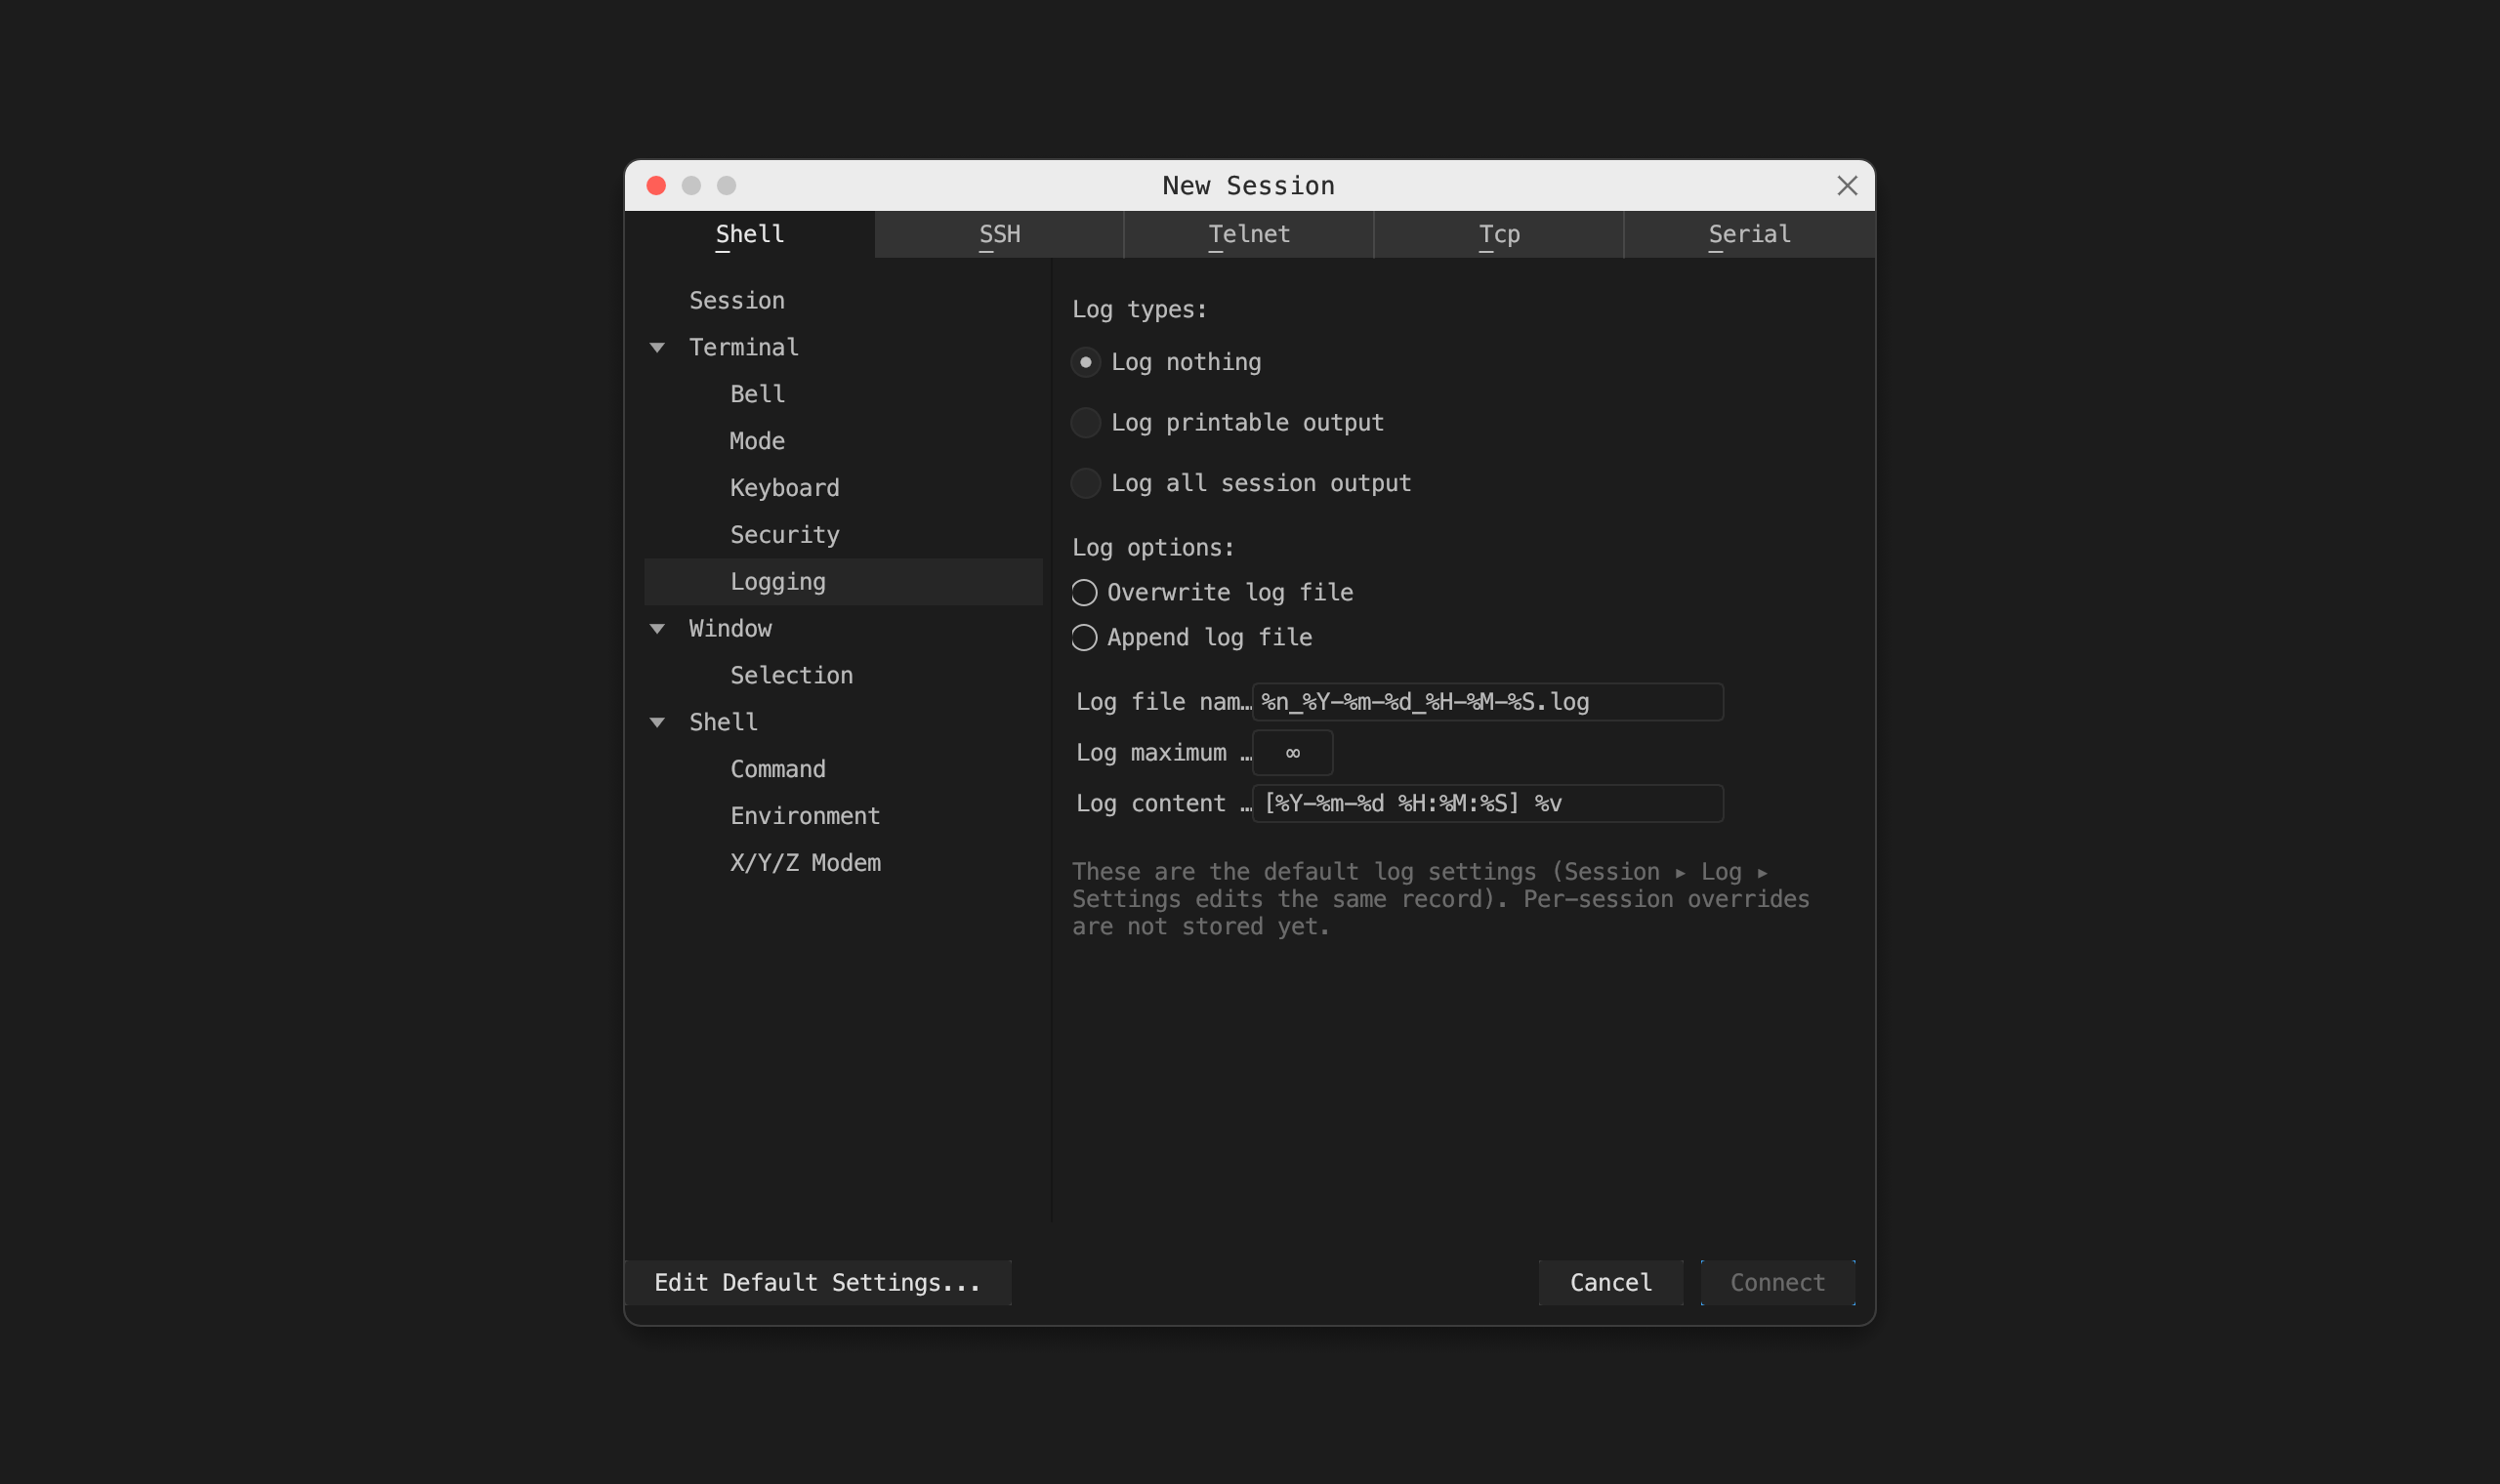 New Session
Shell SSH Telnet Tcp Serial
Session
Terminal
Bell
Mode
Keyboard
Security
Logging
Window
Selection
Shell
Command
Environment
X/Y/Z Modem
Log types:
Log nothing
Log printable output
Log all session output
Log options:
Overwrite log file
Append log file
Log file nam… %n_%Y-%m-%d_%H-%M-%S.log
Log maximum … ∞
Log content … [%Y-%m-%d %H:%M:%S] %v
These are the default log settings (Session ▸ Log ▸
Settings edits the same record). Per-session overrides
are not stored yet.
Edit Default Settings... Cancel Connect